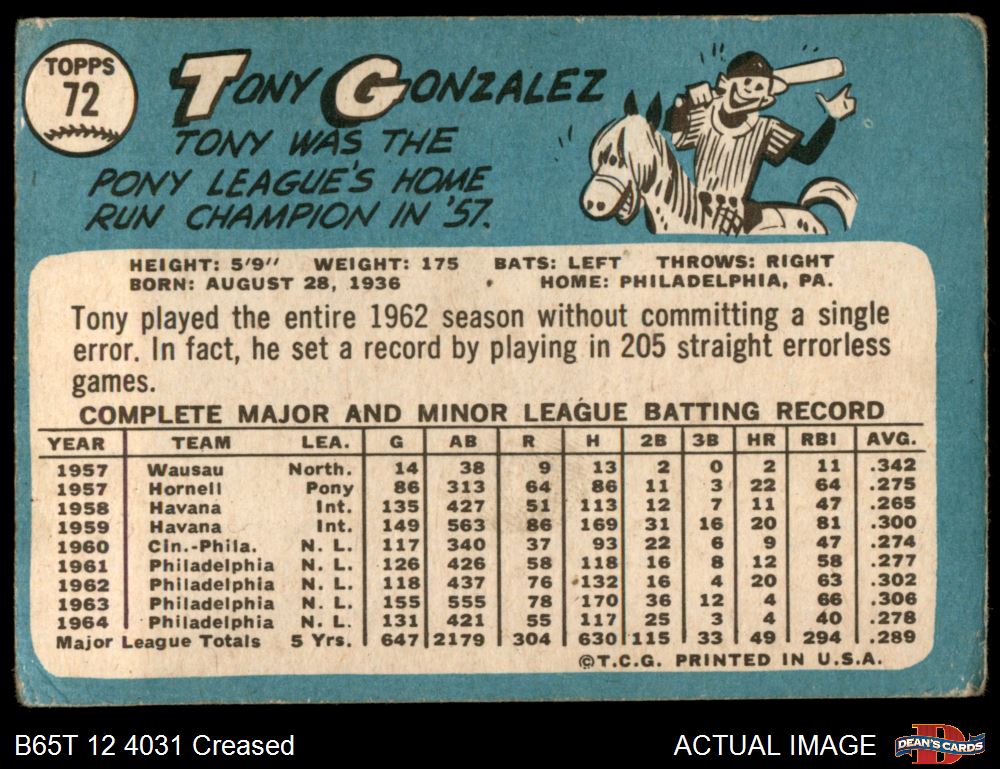 TOPPS
72
TONY GONZALEZ
TONY WAS THE
PONY LEAGUE'S HOME
RUN CHAMPION IN '57.
HEIGHT: 5'9" WEIGHT: 175 BATS: LEFT THROWS: RIGHT
BORN: AUGUST 28, 1936 HOME: PHILADELPHIA, PA.
Tony played the entire 1962 season without committing a single
error. In fact, he set a record by playing in 205 straight errorless
games.
COMPLETE MAJOR AND MINOR LEAGUE BATTING RECORD
YEAR TEAM LEA. G AB R H 2B 3B HR RBI AVG.
1957 Wausau North. 14 38 9 13 2 0 2 11 .342
1957 Hornell Pony 86 313 64 86 11 3 22 64 .275
1958 Havana Int. 135 427 51 113 12 7 11 47 .265
1959 Havana Int. 149 563 86 169 31 16 20 81 .300
1960 Cin.-Phila. N. L. 117 340 37 93 22 6 9 47 .274
1961 Philadelphia N. L. 126 426 58 118 16 8 12 58 .277
1962 Philadelphia N. L. 118 437 76 132 16 4 20 63 .302
1963 Philadelphia N. L. 155 555 78 170 36 12 4 66 .306
1964 Philadelphia N. L. 131 421 55 117 25 3 4 40 .278
Major League Totals 5 Yrs. 647 2179 304 630 115 33 49 294 .289
©T.C.G. PRINTED IN U.S.A.
B65T 12 4031 Creased
ACTUAL IMAGE
DEAN'S CARDS